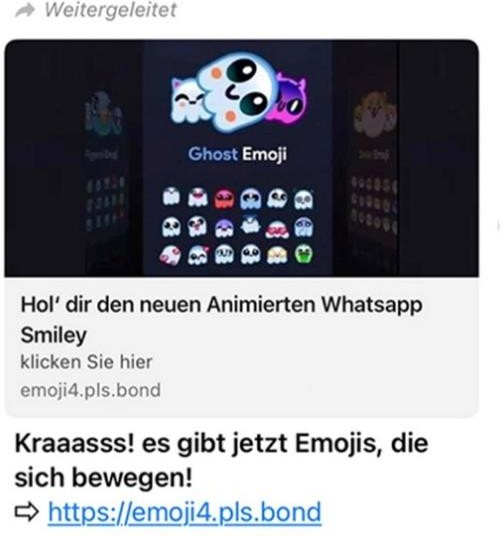 Weitergeleitet
Ghost Emoji
Hol' dir den neuen Animierten Whatsapp
Smiley
klicken Sie hier
emoji4.pls.bond
Kraaasss! es gibt jetzt Emojis, die
sich bewegen!
⇨ https://emoji4.pls.bond